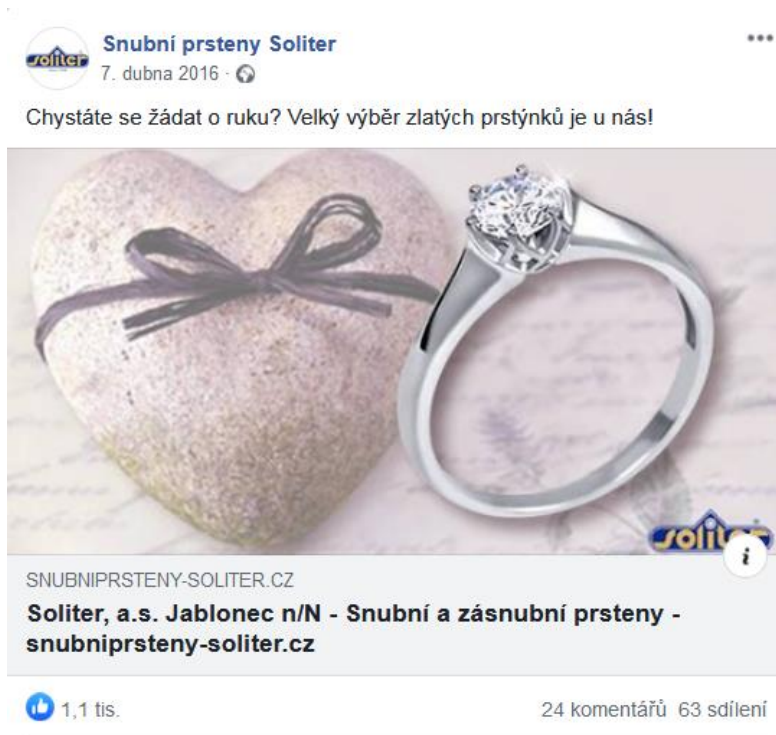 soliter
Snubní prsteny Soliter
7. dubna 2016 ·
Chystáte se žádat o ruku? Velký výběr zlatých prstýnků je u nás!
soliter
i
SNUBNIPRSTENY-SOLITER.CZ
Soliter, a.s. Jablonec n/N - Snubní a zásnubní prsteny -
snubniprsteny-soliter.cz
1,1 tis.
24 komentářů 63 sdílení